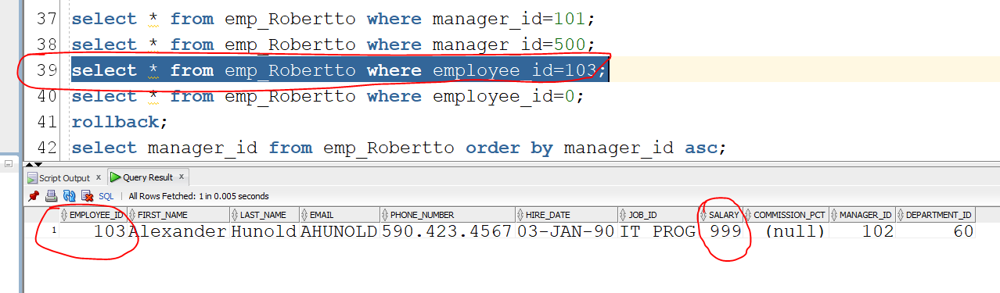 37 select * from emp_Robertto where manager_id=101;
38 select * from emp_Robertto where manager_id=500;
39 select * from emp_Robertto where employee_id=103;
40 select * from emp_Robertto where employee_id=0;
41 rollback;
42 select manager_id from emp_Robertto order by manager_id asc;
Script Output x Query Result x
SQL | All Rows Fetched: 1 in 0.005 seconds
EMPLOYEE_ID FIRST_NAME LAST_NAME EMAIL PHONE_NUMBER HIRE_DATE JOB_ID SALARY COMMISSION_PCT MANAGER_ID DEPARTMENT_ID
1 103 Alexander Hunold AHUNOLD 590.423.4567 03-JAN-90 IT PROG 999 (null) 102 60